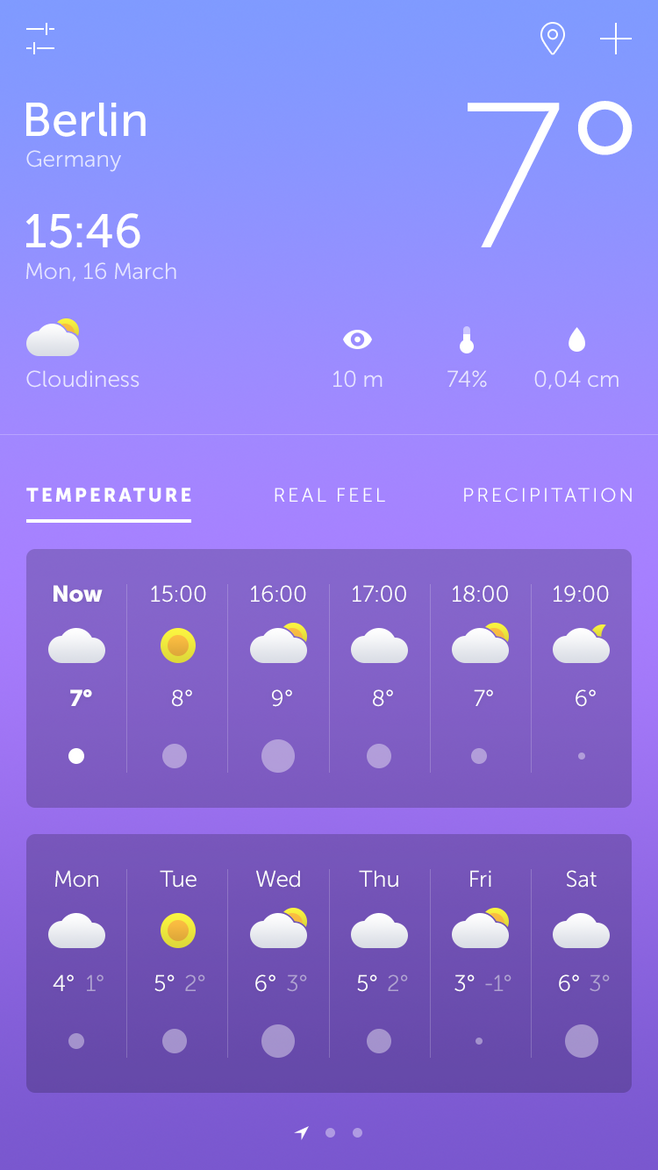 Berlin
7°
Germany
15:46
Mon, 16 March
Cloudiness 10 m 74% 0,04 cm
TEMPERATURE REAL FEEL PRECIPITATION
Now 15:00 16:00 17:00 18:00 19:00
7° 8° 9° 8° 7° 6°
Mon Tue Wed Thu Fri Sat
4° 1° 5° 2° 6° 3° 5° 2° 3° -1° 6° 3°